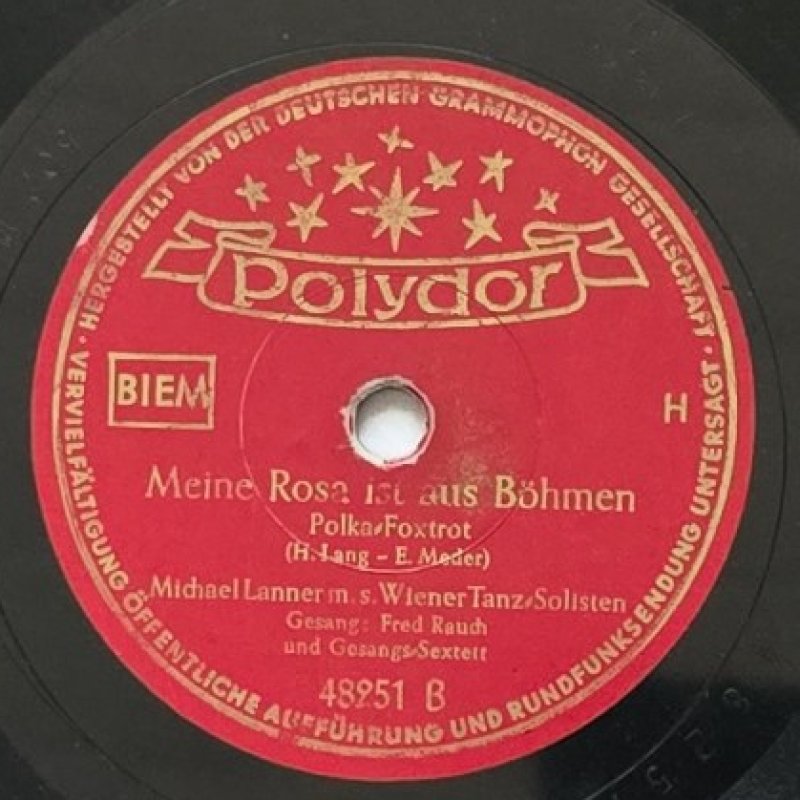 HERGESTELLT VON DER DEUTSCHEN GRAMMOPHON GESELLSCHAFT ·
VERVIELFÄLTIGUNG ÖFFENTLICHE AUFFÜHRUNG UND RUNDFUNKSENDUNG UNTERSAGT ·
Polydor
BIEM
H
Meine Rosa ist aus Böhmen
Polka-Foxtrot
(H. Lang – E. Meder)
Michael Lanner m. s. Wiener Tanz-Solisten
Gesang: Fred Rauch
und Gesangs-Sextett
48251 B